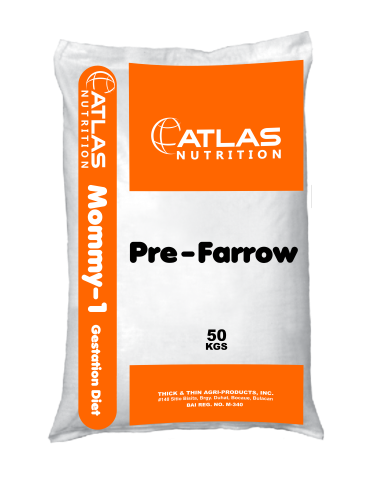 ATLAS
NUTRITION
Mommy-1
Gestation Diet
ATLAS
NUTRITION
Pre-Farrow
50
KGS
THICK & THIN AGRI-PRODUCTS, INC.
BAI REG. NO. M-340